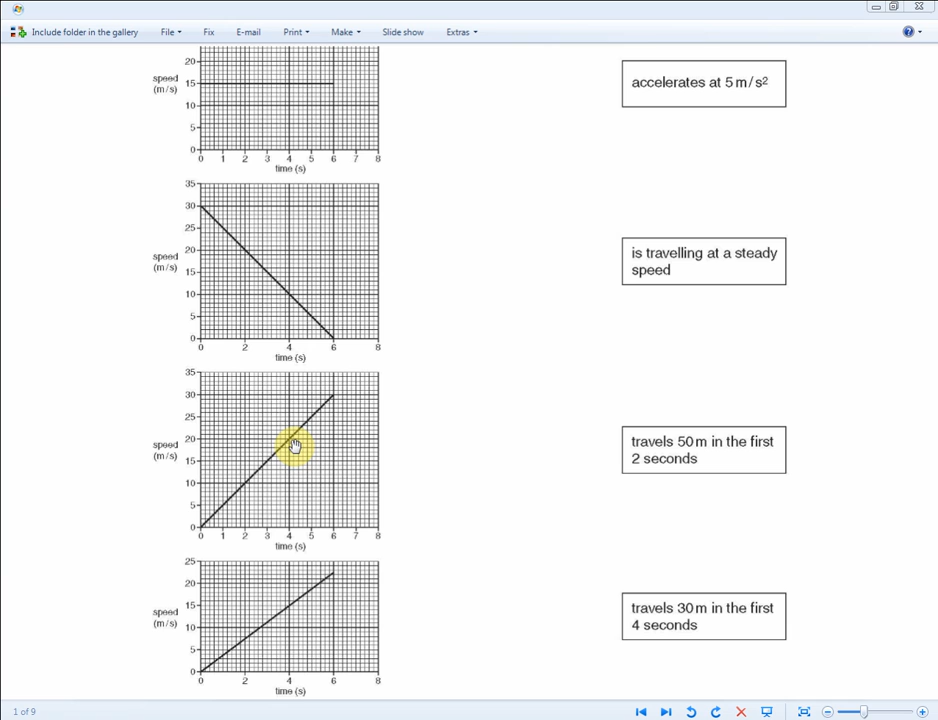 Include folder in the gallery File Fix E-mail Print Make Slide show Extras
20
15
10
5
0
speed
(m/s)
0 1 2 3 4 5 6 7 8
time (s)
accelerates at 5 m/s²
35
30
25
20
15
10
5
0
speed
(m/s)
0 2 4 6 8
time (s)
is travelling at a steady
speed
35
30
25
20
15
10
5
0
speed
(m/s)
0 1 2 3 4 5 6 7 8
time (s)
travels 50 m in the first
2 seconds
25
20
15
10
5
0
speed
(m/s)
0 1 2 3 4 5 6 7 8
time (s)
travels 30 m in the first
4 seconds
1 of 9